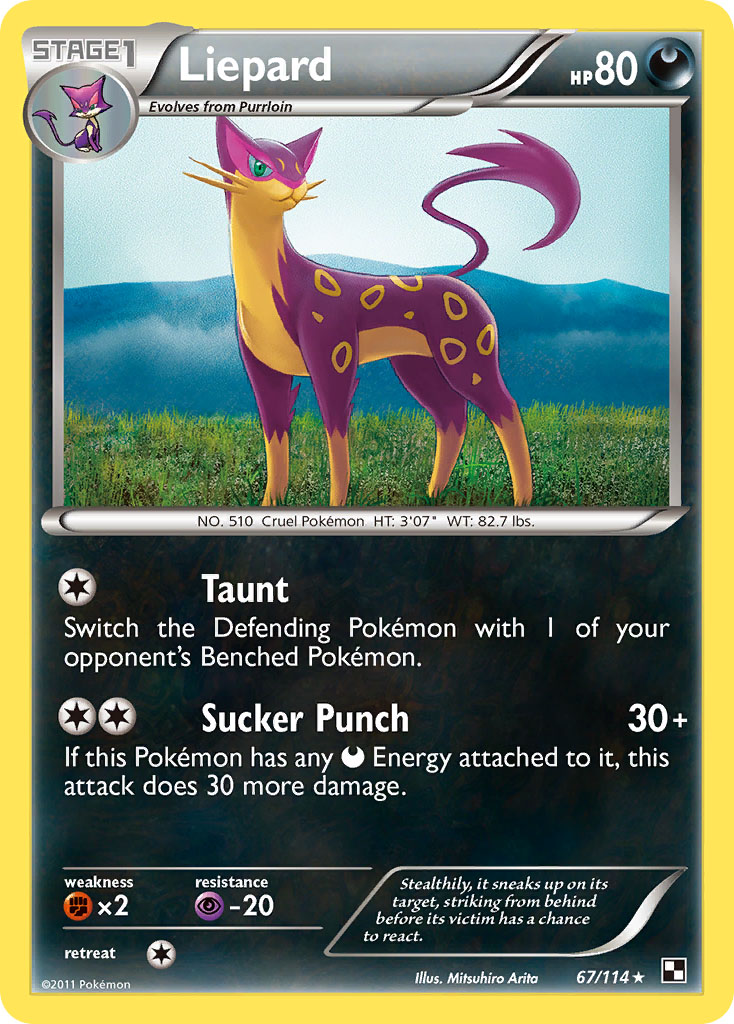 STAGE1
Liepard
HP80
Evolves from Purrloin
NO. 510 Cruel Pokémon HT: 3'07" WT: 82.7 lbs.
Taunt
Switch the Defending Pokémon with 1 of your
opponent's Benched Pokémon.
Sucker Punch 30+
If this Pokémon has any Energy attached to it, this
attack does 30 more damage.
weakness
×2
resistance
-20
Stealthily, it sneaks up on its
target, striking from behind
before its victim has a chance
to react.
retreat
©2011 Pokémon
Illus. Mitsuhiro Arita
67/114★